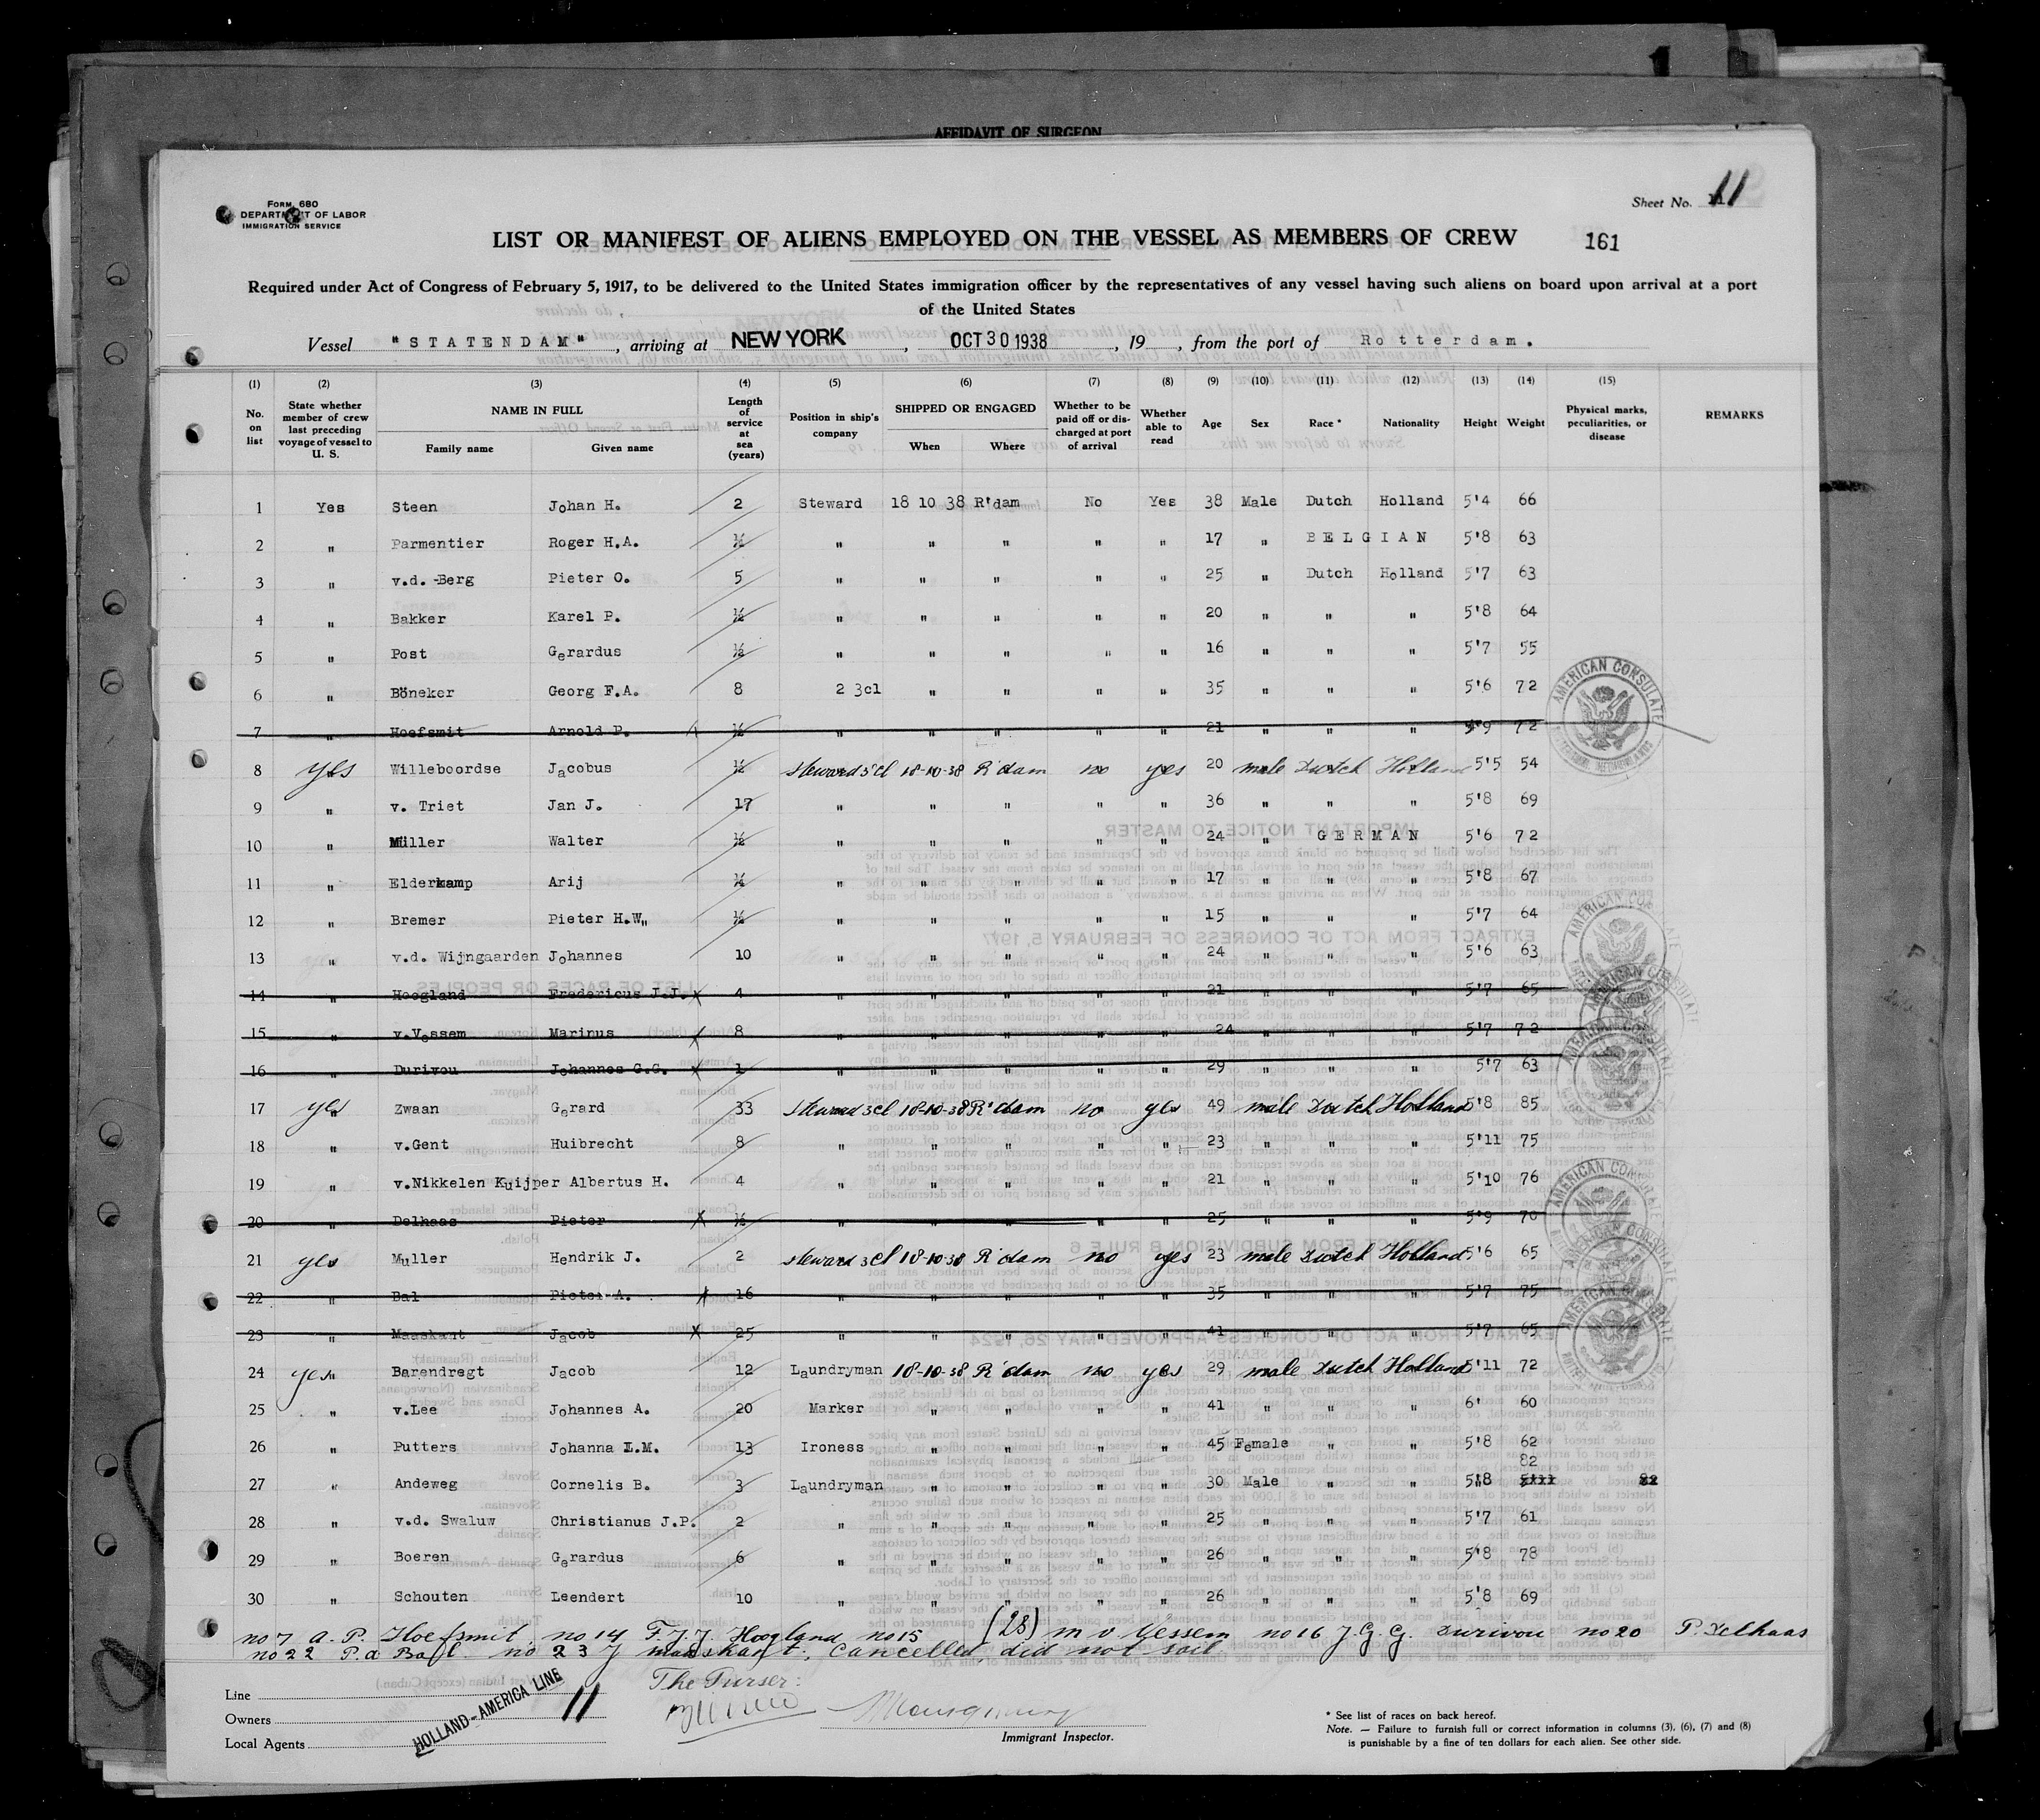 AFFIDAVIT OF SURGEON
FORM 680
DEPARTMENT OF LABOR
IMMIGRATION SERVICE
Sheet No. 11
LIST OR MANIFEST OF ALIENS EMPLOYED ON THE VESSEL AS MEMBERS OF CREW
161
Required under Act of Congress of February 5, 1917, to be delivered to the United States immigration officer by the representatives of any vessel having such aliens on board upon arrival at a port
of the United States
Vessel "STATENDAM", arriving at NEW YORK, OCT 30 1938, 19 , from the port of Rotterdam.
(1) (2) (3) (4) (5) (6) (7) (8) (9) (10) (11) (12) (13) (14) (15)
No. on list State whether member of crew last preceding voyage of vessel to U. S. NAME IN FULL Family name Given name Length of service at sea (years) Position in ship's company SHIPPED OR ENGAGED When Where Whether to be paid off or discharged at port of arrival Whether able to read Age Sex Race * Nationality Height Weight Physical marks, peculiarities, or disease REMARKS
1 Yes Steen Johan H. 2 Steward 18 10 38 R'dam No Yes 38 Male Dutch Holland 5'4 66
2 " Parmentier Roger H.A. ½ " " " " " 17 " BELGIAN 5'8 63
3 " v.d. -Berg Pieter O. 5 " " " " " 25 " Dutch Holland 5'7 63
4 " Bakker Karel P. ½ " " " " " 20 " " " 5'8 64
5 " Post Gerardus ½ " " " " " 16 " " " 5'7 55
6 " Böneker Georg F.A. 8 2 3cl " " " " 35 " " " 5'6 72
7 " Hoefsmit Arnold P. ½ " " " " " 21 " " " 5'9 72
8 yes Willeboordse Jacobus ½ steward 3 cl 18-10-38 R'dam no yes 20 male Dutch Holland 5'5 54
9 " v. Triet Jan J. 17 " " " " " 36 " " " 5'8 69
10 " Müller Walter ½ " " " " " 24 " GERMAN 5'6 72
11 " Elderkamp Arij ½ " " " " " 17 " " " 5'8 67
12 " Bremer Pieter H.W. ½ " " " " " 15 " " " 5'7 64
13 " v.d. Wijngaarden Johannes 10 " " " " " 24 " " " 5'6 63
14 " Hoogland Fredericus J.J. x 4 " " " " " 21 " " " 5'7 65
15 " v.Vossem Marinus x 8 " " " " " 24 " " " 5'7 72
16 " Durivou Johannes G.G. x 1 " " " " " 29 " " " 5'7 63
17 yes Zwaan Gerard 33 steward 3cl 18-10-38 R'dam no yes 49 male Dutch Holland 5'8 85
18 " v.Gent Huibrecht 8 " " " " " 23 " " " 5'11 75
19 " v.Nikkelen Kuijper Albertus H. 4 " " " " " 21 " " " 5'10 76
20 " Delhaas Pieter x ½ " " " " " 25 " " " 5'9 70
21 yes Muller Hendrik J. 2 steward 3 cl 18-10-38 R'dam no yes 23 male Dutch Holland 5'6 65
22 " Bal Pieter A. x 16 " " " " " 35 " " " 5'7 75
23 " Maaskant Jacob x 25 " " " " " 41 " " " 5'7 65
24 yes Barendregt Jacob 12 Laundryman 18-10-38 R'dam no yes 29 male Dutch Holland 5'11 72
25 " v.Lee Johannes A. 20 Marker " " " " 41 " " " 6' 60
26 " Putters Johanna L.M. 13 Ironess " " " " 45 Female " " 5'8 62
82
27 " Andeweg Cornelis B. 3 Laundryman " " " " 30 Male " " 5'8 82
28 " v.d. Swaluw Christianus J.P. 2 " " " " " 25 " " " 5'7 61
29 " Boeren Gerardus 6 " " " " " 26 " " " 5'8 78
30 " Schouten Leendert 10 " " " " " 26 " " " 5'8 69
(23)
no 7 A. P. Hoefsmit, no 14 F. J. J. Hoogland, no 15 M v Vessem no 16 J. G. G. Durivou no 20 P. Delhaas
no 22 P. A Bal no 23 J Maaskant, Cancelled, did not sail
The Purser:
Line
Owners
Local Agents
HOLLAND-AMERICA LINE
11
Immigrant Inspector.
* See list of races on back hereof.
Note. — Failure to furnish full or correct information in columns (3), (6), (7) and (8)
is punishable by a fine of ten dollars for each alien. See other side.
AMERICAN CONSULATE